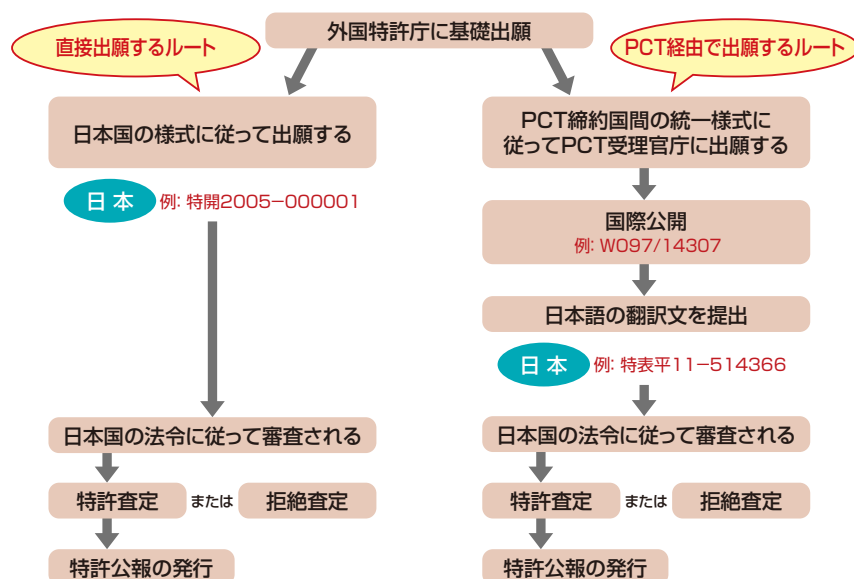 外国特許庁に基礎出願
直接出願するルート
PCT経由で出願するルート
日本国の様式に従って出願する
日本 例: 特開2005−000001
PCT締約国間の統一様式に
従ってPCT受理官庁に出願する
国際公開
例: WO97/14307
日本語の翻訳文を提出
日本 例: 特表平11−514366
日本国の法令に従って審査される
特許査定 または 拒絶査定
特許公報の発行
日本国の法令に従って審査される
特許査定 または 拒絶査定
特許公報の発行